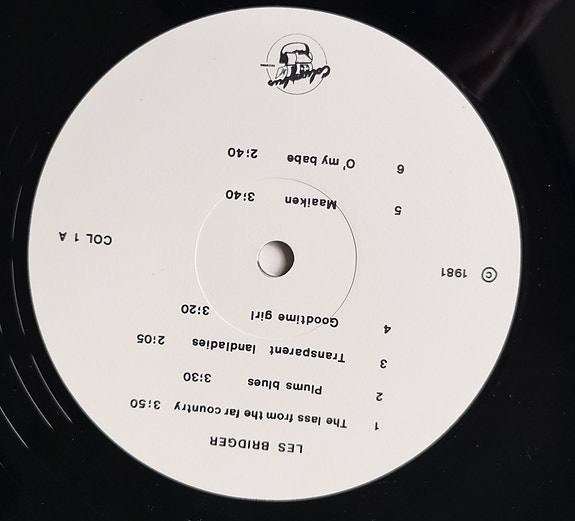 LES BRIDGER
1 The lass from the far country 3;50
2 Plums blues 3;30
3 Transparent landladies 2;05
4 Goodtime girl 3;20
© 1981
COL 1 A
5 Maaiken 3;40
6 O' my babe 2;40
Columbus